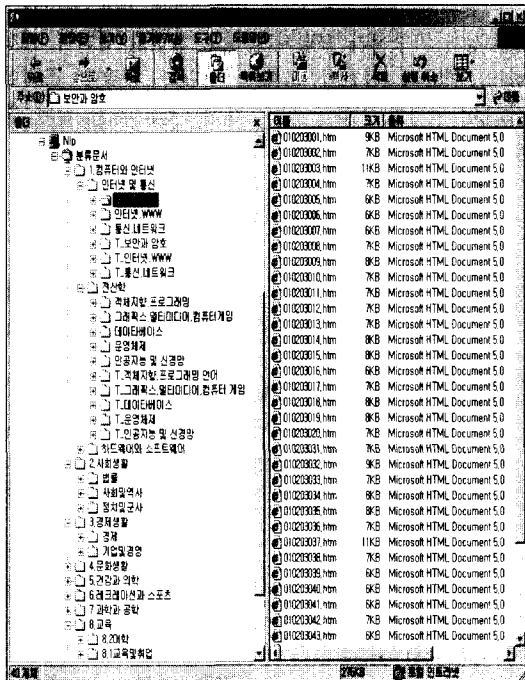 보안과 암호
Nlp
분류문서
1.컴퓨터와 인터넷
인터넷 및 통신
인터넷,WWW
통신,네트워크
T_보안과 암호
T_인터넷,WWW
T_통신,네트워크
전산학
객체지향 프로그래밍
그래픽스,멀티미디어,컴퓨터게임
데이터베이스
운영체제
인공지능 및 신경망
T_객체지향,프로그래밍 언어
T_그래픽스,멀티미디어,컴퓨터 게임
T_데이터베이스
T_운영체제
T_인공지능 및 신경망
하드웨어와 소프트웨어
2.사회생활
법률
사회및역사
정치및군사
3.경제생활
경제
기업및경영
4.문화생활
5.건강과 의학
6.레크레이션과 스포츠
7.과학과 공학
8.교육
8.2어학
8.1교육및취업
이름 크기 종류
010203001.htm 9KB Microsoft HTML Document 5.0
010203002.htm 7KB Microsoft HTML Document 5.0
010203003.htm 11KB Microsoft HTML Document 5.0
010203004.htm 7KB Microsoft HTML Document 5.0
010203005.htm 6KB Microsoft HTML Document 5.0
010203006.htm 6KB Microsoft HTML Document 5.0
010203007.htm 6KB Microsoft HTML Document 5.0
010203008.htm 7KB Microsoft HTML Document 5.0
010203009.htm 8KB Microsoft HTML Document 5.0
010203010.htm 7KB Microsoft HTML Document 5.0
010203011.htm 7KB Microsoft HTML Document 5.0
010203012.htm 7KB Microsoft HTML Document 5.0
010203013.htm 7KB Microsoft HTML Document 5.0
010203014.htm 8KB Microsoft HTML Document 5.0
010203015.htm 8KB Microsoft HTML Document 5.0
010203016.htm 6KB Microsoft HTML Document 5.0
010203017.htm 7KB Microsoft HTML Document 5.0
010203018.htm 8KB Microsoft HTML Document 5.0
010203019.htm 8KB Microsoft HTML Document 5.0
010203020.htm 7KB Microsoft HTML Document 5.0
010203031.htm 7KB Microsoft HTML Document 5.0
010203032.htm 9KB Microsoft HTML Document 5.0
010203033.htm 7KB Microsoft HTML Document 5.0
010203034.htm 8KB Microsoft HTML Document 5.0
010203035.htm 8KB Microsoft HTML Document 5.0
010203036.htm 7KB Microsoft HTML Document 5.0
010203037.htm 11KB Microsoft HTML Document 5.0
010203038.htm 7KB Microsoft HTML Document 5.0
010203039.htm 6KB Microsoft HTML Document 5.0
010203040.htm 6KB Microsoft HTML Document 5.0
010203041.htm 6KB Microsoft HTML Document 5.0
010203042.htm 7KB Microsoft HTML Document 5.0
010203043.htm 6KB Microsoft HTML Document 5.0